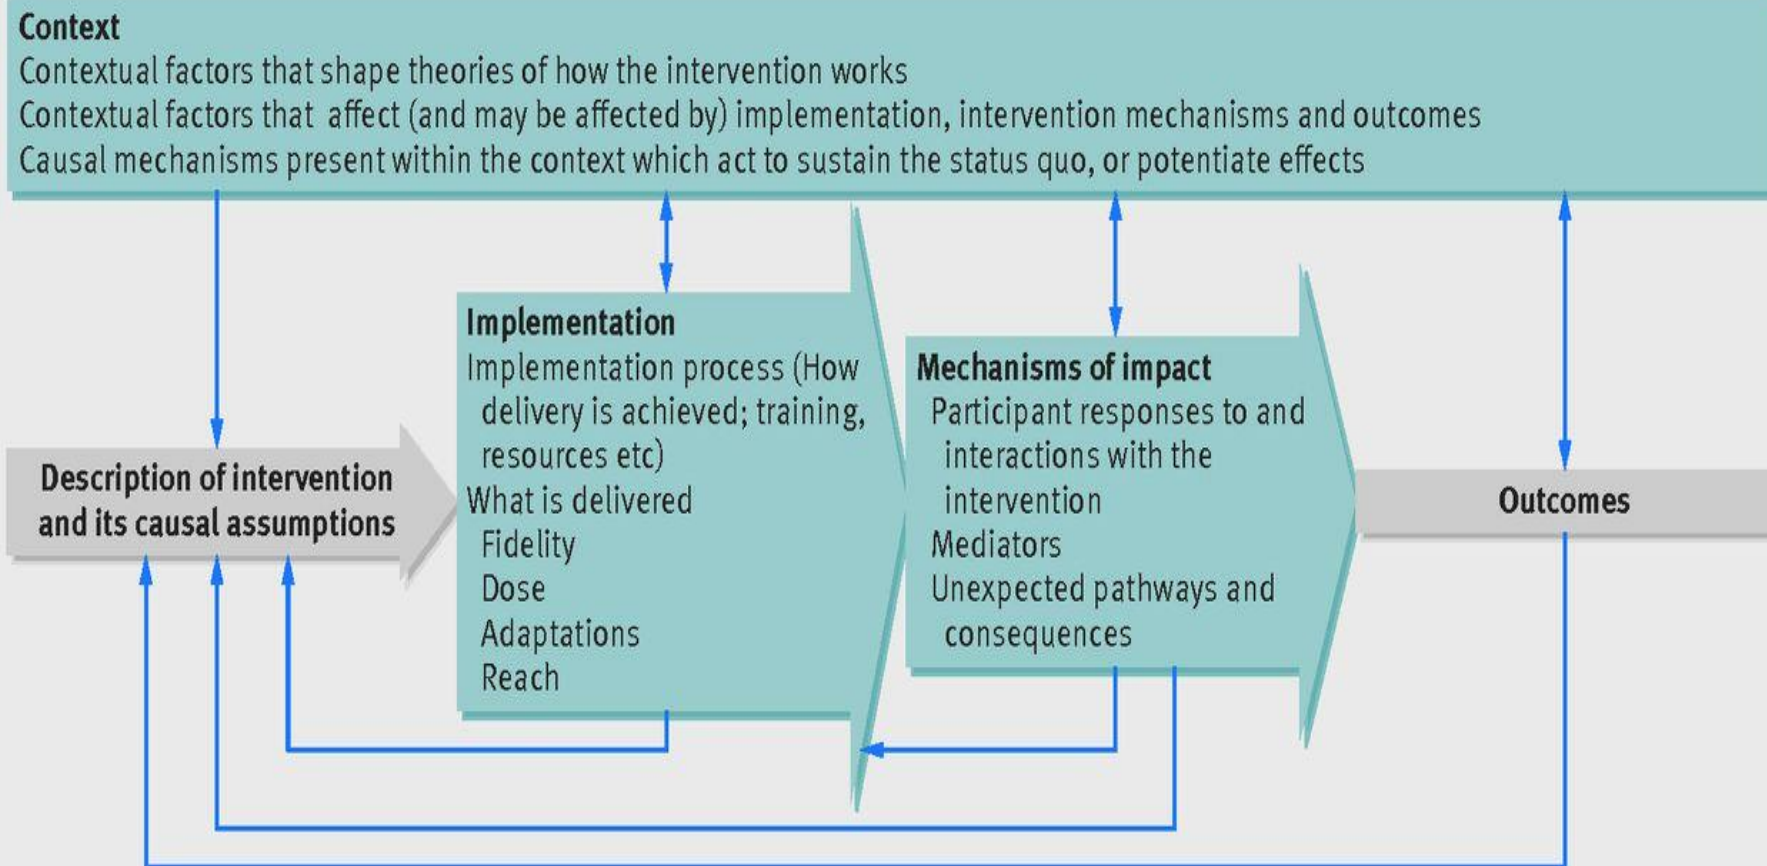 Context
Contextual factors that shape theories of how the intervention works
Contextual factors that affect (and may be affected by) implementation, intervention mechanisms and outcomes
Causal mechanisms present within the context which act to sustain the status quo, or potentiate effects
Description of intervention
and its causal assumptions
Implementation
Implementation process (How
delivery is achieved; training,
resources etc)
What is delivered
Fidelity
Dose
Adaptations
Reach
Mechanisms of impact
Participant responses to and
interactions with the
intervention
Mediators
Unexpected pathways and
consequences
Outcomes